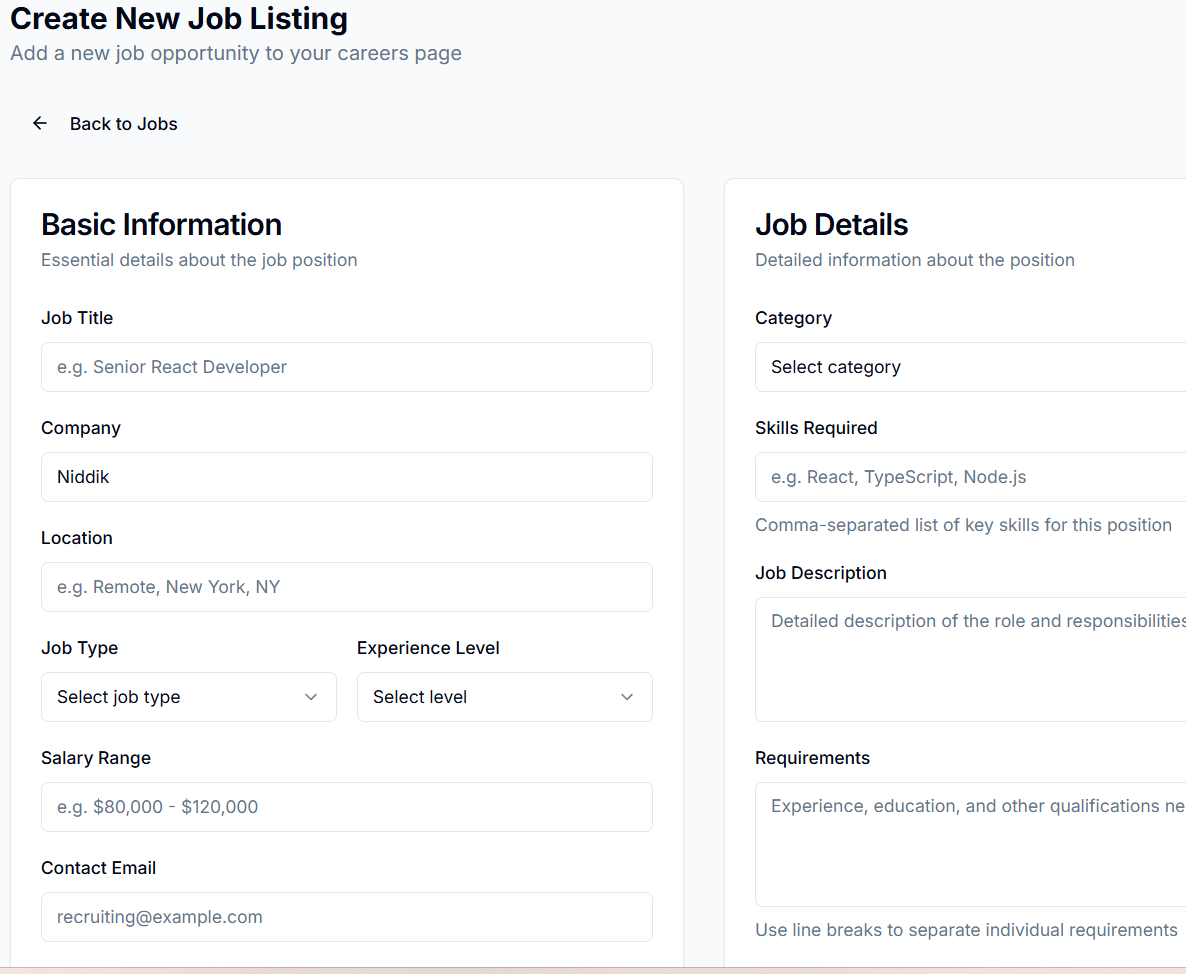 Create New Job Listing
Add a new job opportunity to your careers page
Back to Jobs
Basic Information
Essential details about the job position
Job Title
e.g. Senior React Developer
Company
Niddik
Location
e.g. Remote, New York, NY
Job Type
Experience Level
Select job type
Select level
Salary Range
e.g. $80,000 - $120,000
Contact Email
recruiting@example.com
Job Details
Detailed information about the position
Category
Select category
Skills Required
e.g. React, TypeScript, Node.js
Comma-separated list of key skills for this position
Job Description
Detailed description of the role and responsibilities
Requirements
Experience, education, and other qualifications ne
Use line breaks to separate individual requirements